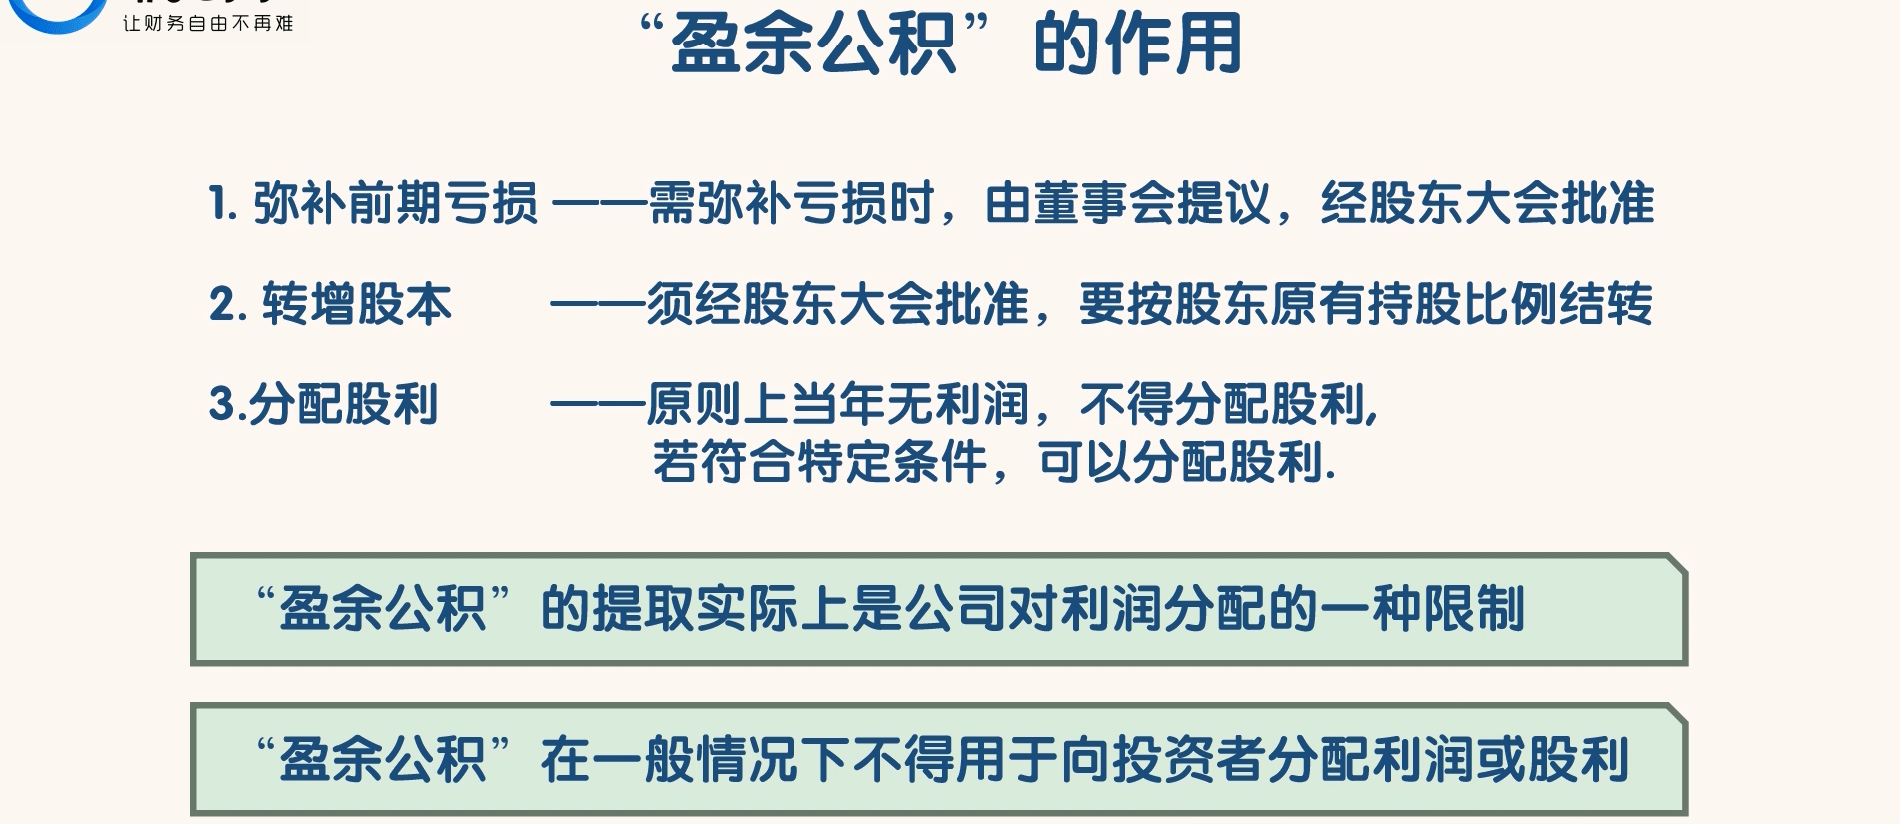 让财务自由不再难
“盈余公积”的作用
1. 弥补前期亏损 ——需弥补亏损时，由董事会提议，经股东大会批准
2. 转增股本 ——须经股东大会批准，要按股东原有持股比例结转
3.分配股利 ——原则上当年无利润，不得分配股利,
若符合特定条件，可以分配股利.
“盈余公积”的提取实际上是公司对利润分配的一种限制
“盈余公积”在一般情况下不得用于向投资者分配利润或股利